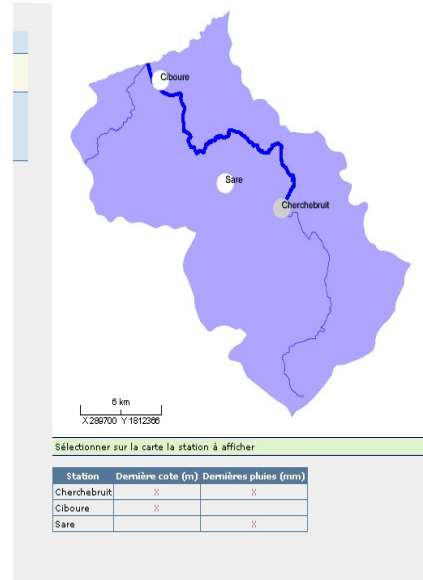 Ciboure
Sare
Cherchebruit
6 km
X 289700 Y 1812366
Sélectionner sur la carte la station à afficher
Station Dernière cote (m) Dernières pluies (mm)
Cherchebruit X X
Ciboure X
Sare X